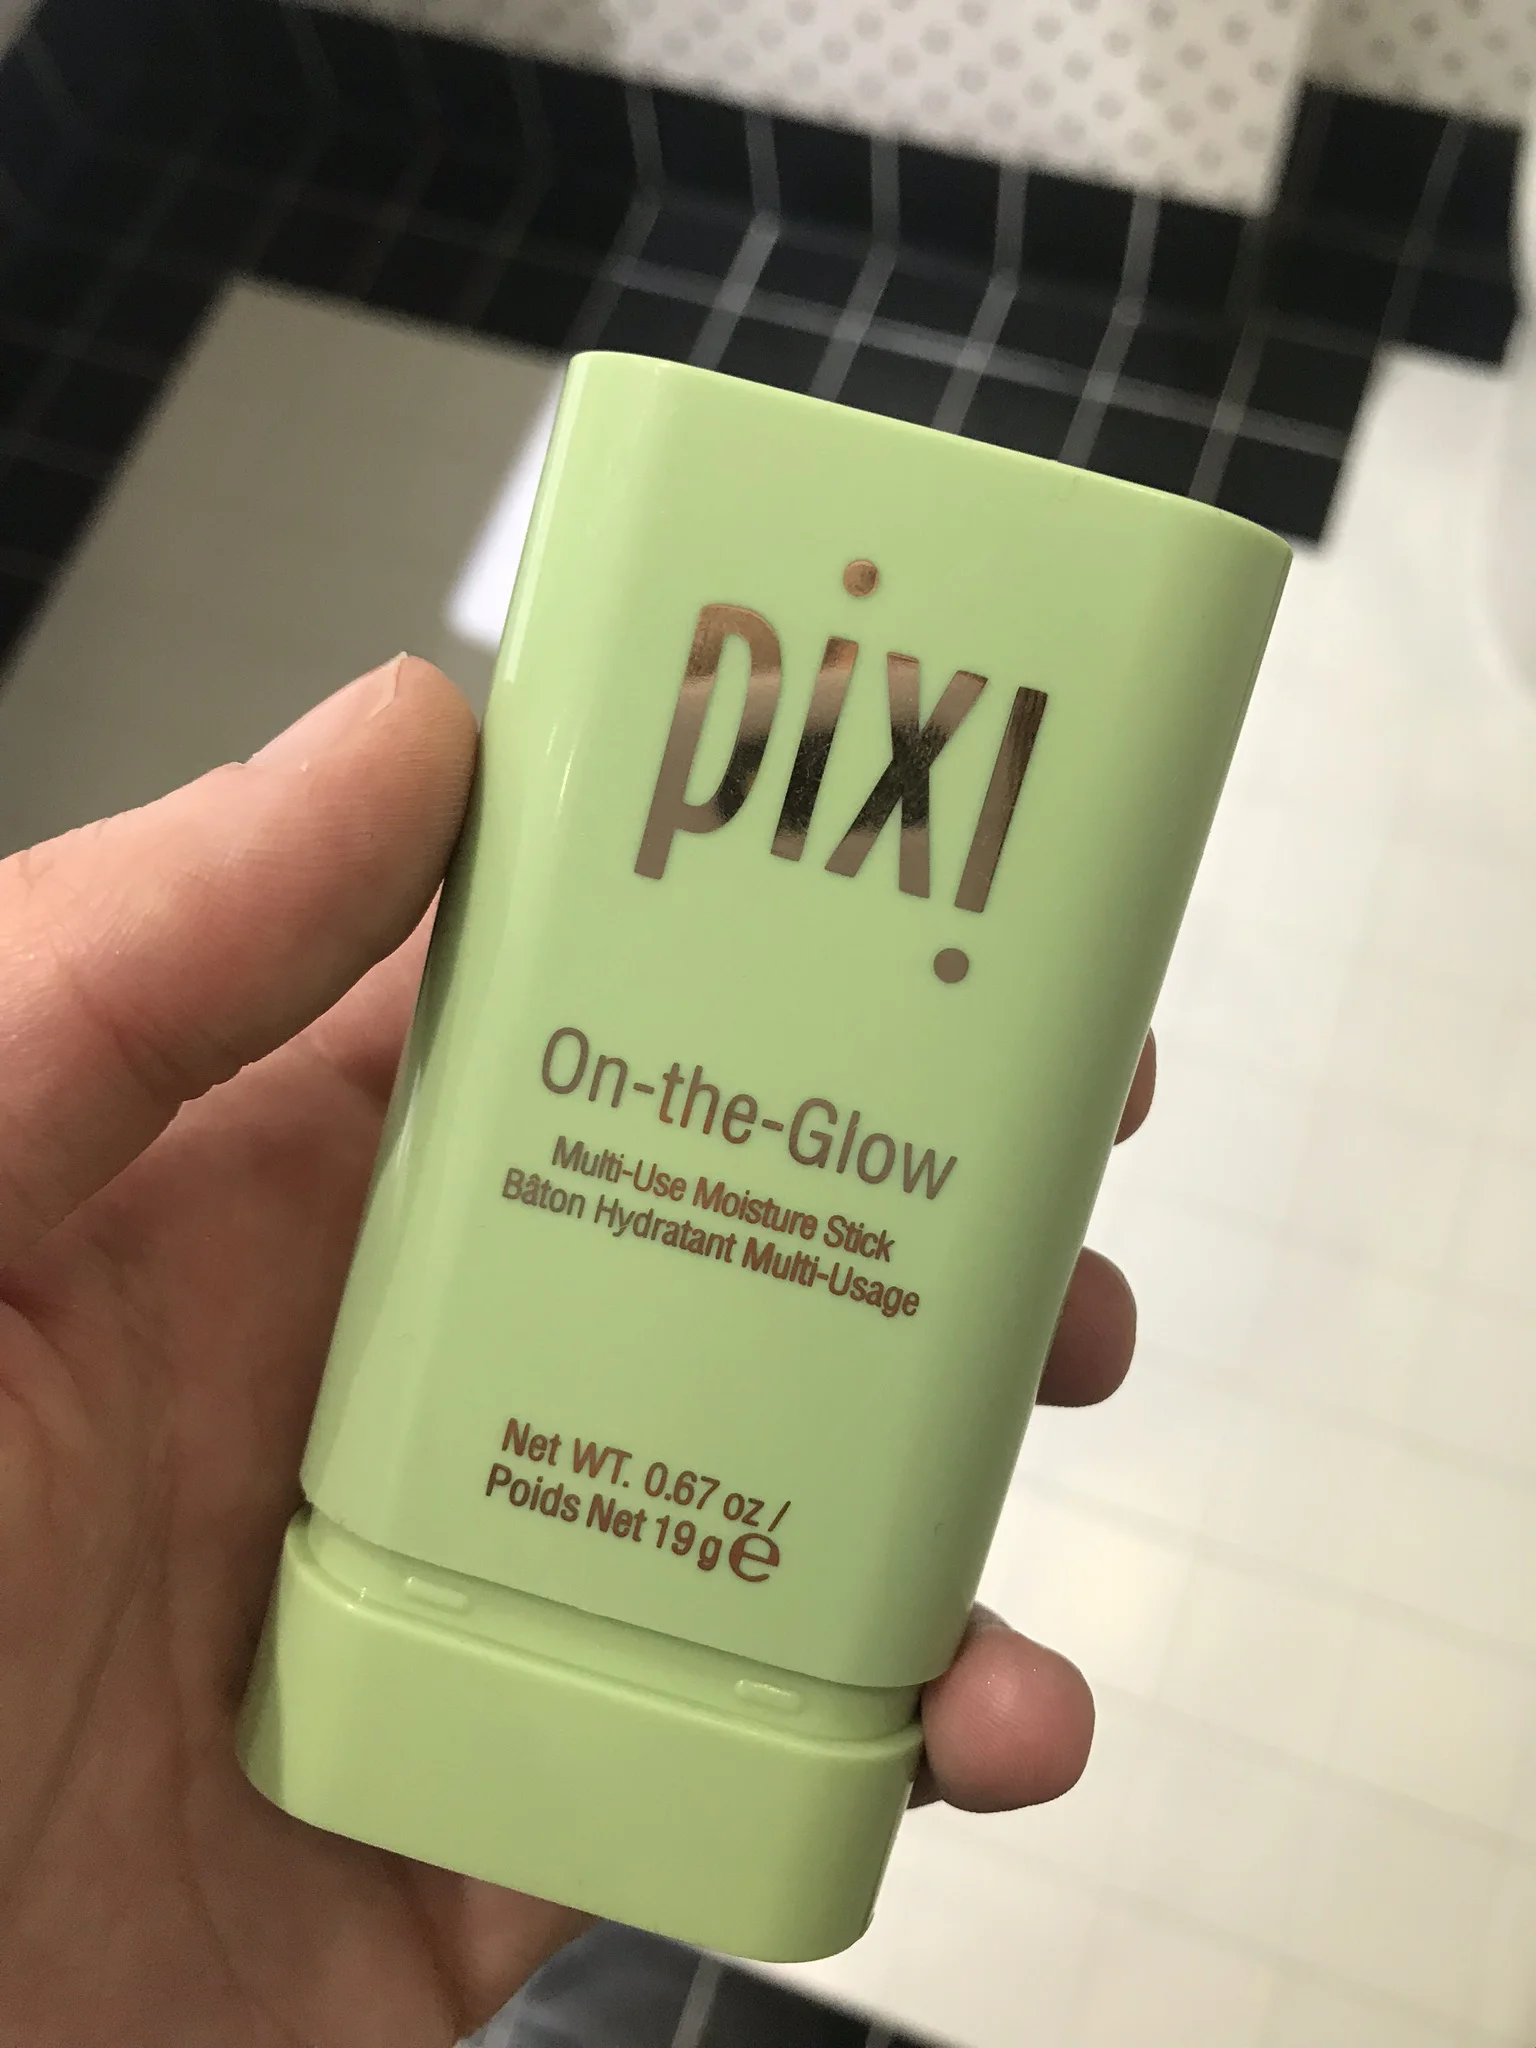 pixi
On-the-Glow
Multi-Use Moisture Stick
Bâton Hydratant Multi-Usage
Net WT. 0.67 oz /
Poids Net 19 g ℮